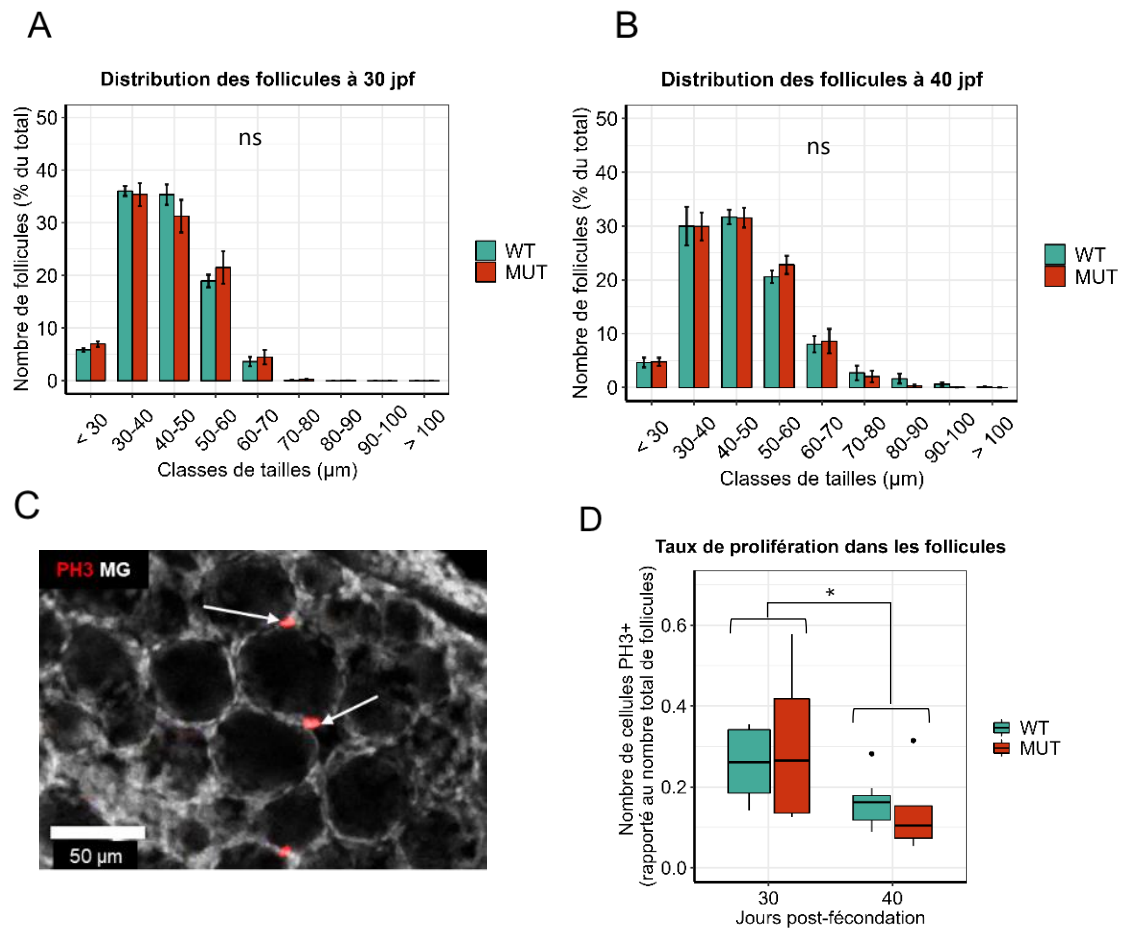 A
Distribution des follicules à 30 jpf
Nombre de follicules (% du total)
50
40
30
20
10
0
ns
< 30
30-40
40-50
50-60
60-70
70-80
80-90
90-100
> 100
Classes de tailles (µm)
WT
MUT
B
Distribution des follicules à 40 jpf
Nombre de follicules (% du total)
50
40
30
20
10
0
ns
< 30
30-40
40-50
50-60
60-70
70-80
80-90
90-100
> 100
Classes de tailles (µm)
WT
MUT
C
PH3 MG
50 µm
D
Taux de prolifération dans les follicules
Nombre de cellules PH3+
(rapporté au nombre total de follicules)
0.6
0.4
0.2
0.0
*
30
40
Jours post-fécondation
WT
MUT